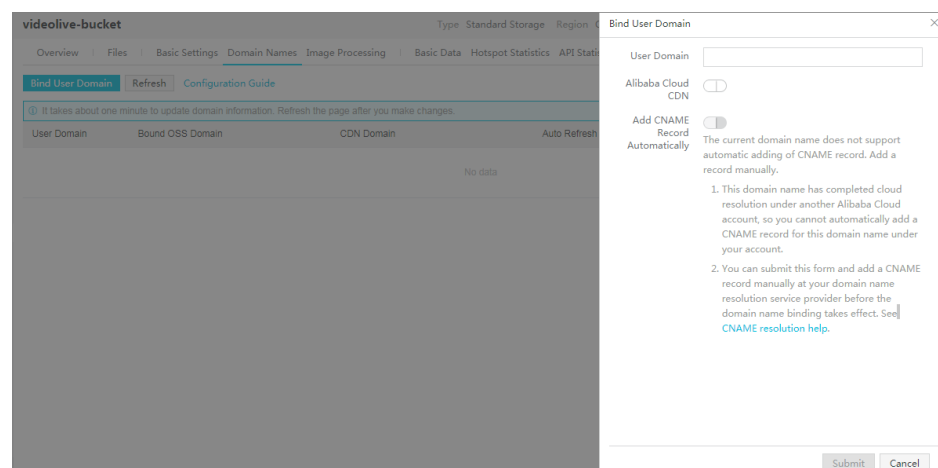 videolive-bucket Type Standard Storage Region
Overview Files Basic Settings Domain Names Image Processing Basic Data Hotspot Statistics API Statis
Bind User Domain Refresh Configuration Guide
It takes about one minute to update domain information. Refresh the page after you make changes.
User Domain Bound OSS Domain CDN Domain Auto Refresh
No data
Bind User Domain
User Domain
Alibaba Cloud
CDN
Add CNAME
Record
Automatically
The current domain name does not support
automatic adding of CNAME record. Add a
record manually.
1. This domain name has completed cloud
resolution under another Alibaba Cloud
account, so you cannot automatically add a
CNAME record for this domain name under
your account.
2. You can submit this form and add a CNAME
record manually at your domain name
resolution service provider before the
domain name binding takes effect. See
CNAME resolution help.
Submit Cancel